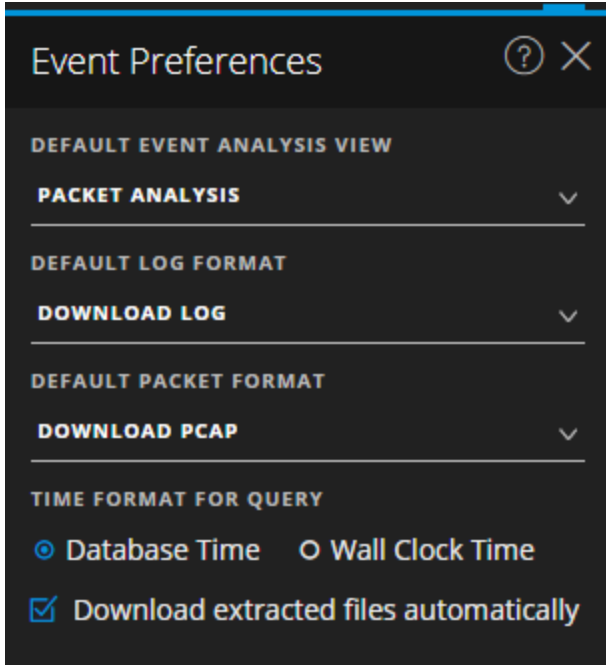 Event Preferences
?
DEFAULT EVENT ANALYSIS VIEW
PACKET ANALYSIS
DEFAULT LOG FORMAT
DOWNLOAD LOG
DEFAULT PACKET FORMAT
DOWNLOAD PCAP
TIME FORMAT FOR QUERY
Database Time Wall Clock Time
Download extracted files automatically